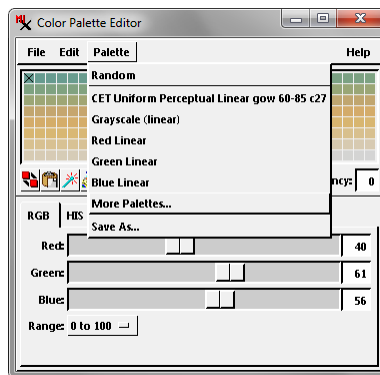 Color Palette Editor
File Edit Palette Help
Random
CET Uniform Perceptual Linear gow 60-85 c27
Grayscale (linear)
Red Linear
Green Linear
Blue Linear
More Palettes...
Save As...
ncy: 0
RGB HIS
Red: 40
Green: 61
Blue: 56
Range: 0 to 100